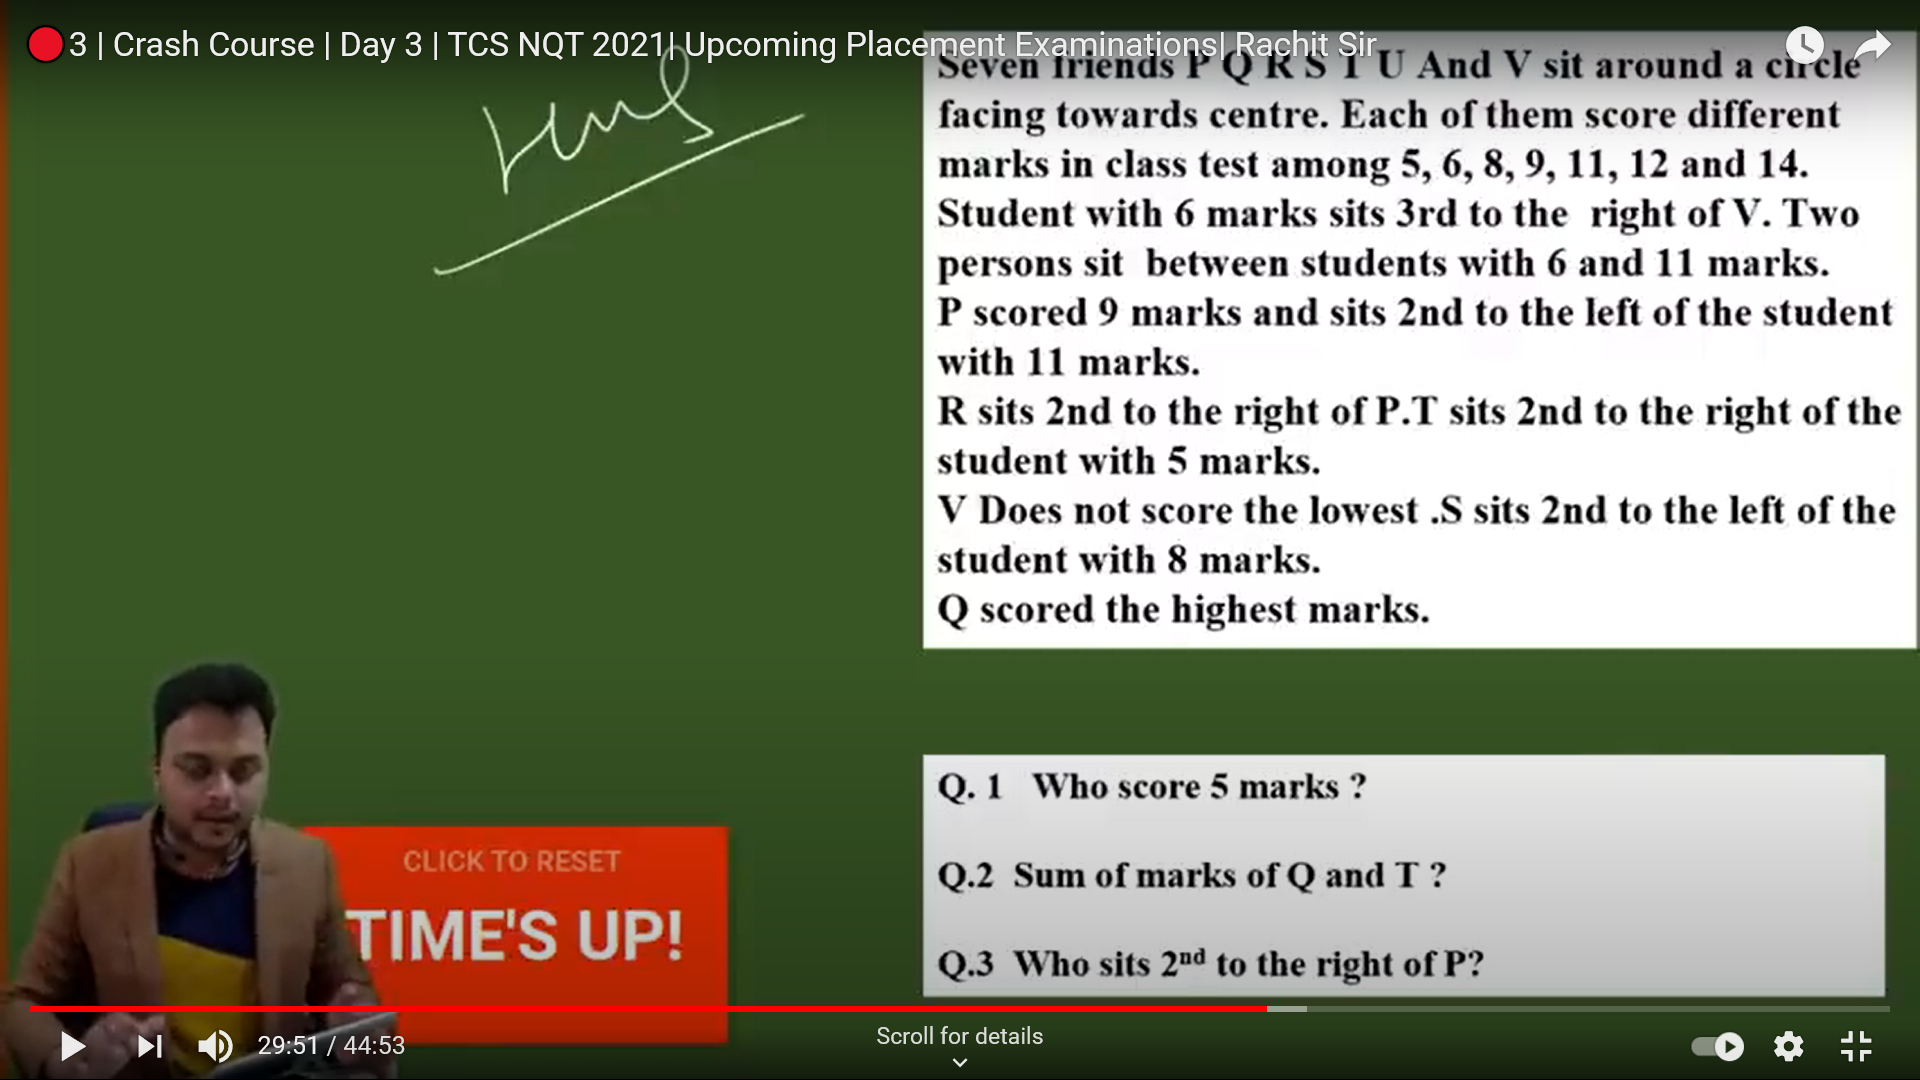 3 | Crash Course | Day 3 | TCS NQT 2021| Upcoming Placement Examinations| Rachit Sir
Seven friends P Q R S T U And V sit around a circle
facing towards centre. Each of them score different
marks in class test among 5, 6, 8, 9, 11, 12 and 14.
Student with 6 marks sits 3rd to the right of V. Two
persons sit between students with 6 and 11 marks.
P scored 9 marks and sits 2nd to the left of the student
with 11 marks.
R sits 2nd to the right of P.T sits 2nd to the right of the
student with 5 marks.
V Does not score the lowest .S sits 2nd to the left of the
student with 8 marks.
Q scored the highest marks.
Q. 1 Who score 5 marks ?
Q.2 Sum of marks of Q and T ?
Q.3 Who sits 2nd to the right of P?
CLICK TO RESET
TIME'S UP!
29:51 / 44:53
Scroll for details